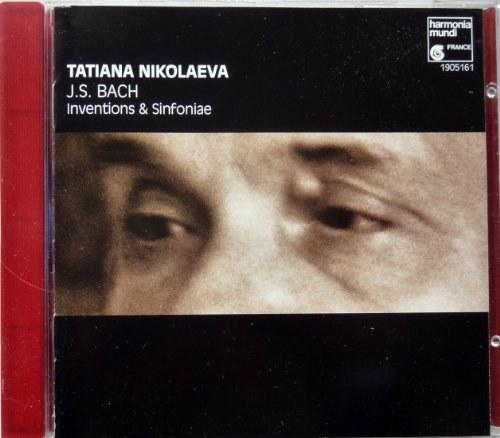 TATIANA NIKOLAEVA
J.S. BACH
Inventions & Sinfoniae
harmonia
mundi
FRANCE
1905161